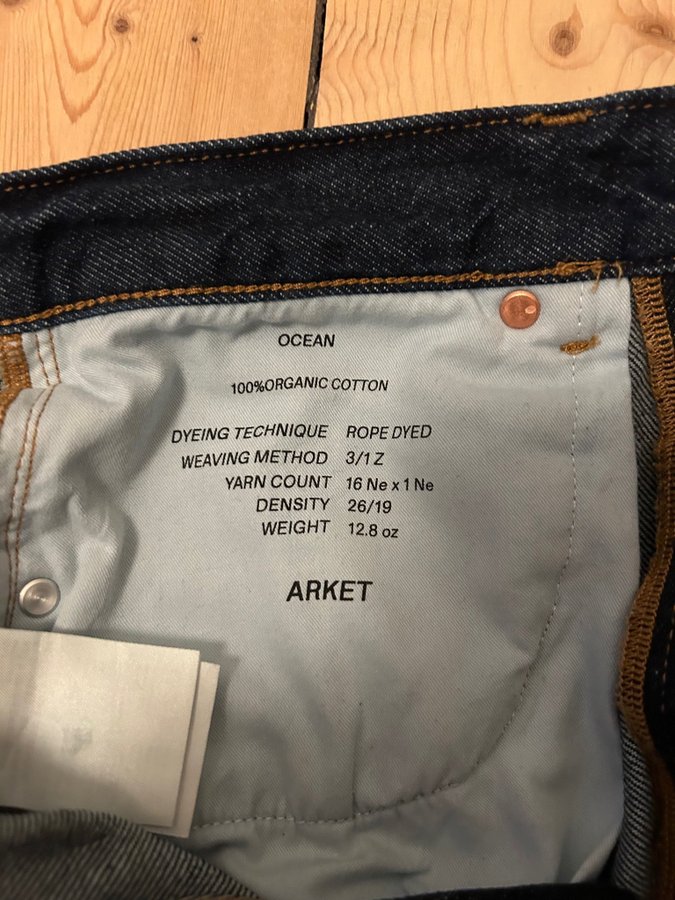 OCEAN
100%ORGANIC COTTON
DYEING TECHNIQUE ROPE DYED
WEAVING METHOD 3/1 Z
YARN COUNT 16 Ne x 1 Ne
DENSITY 26/19
WEIGHT 12.8 oz
ARKET